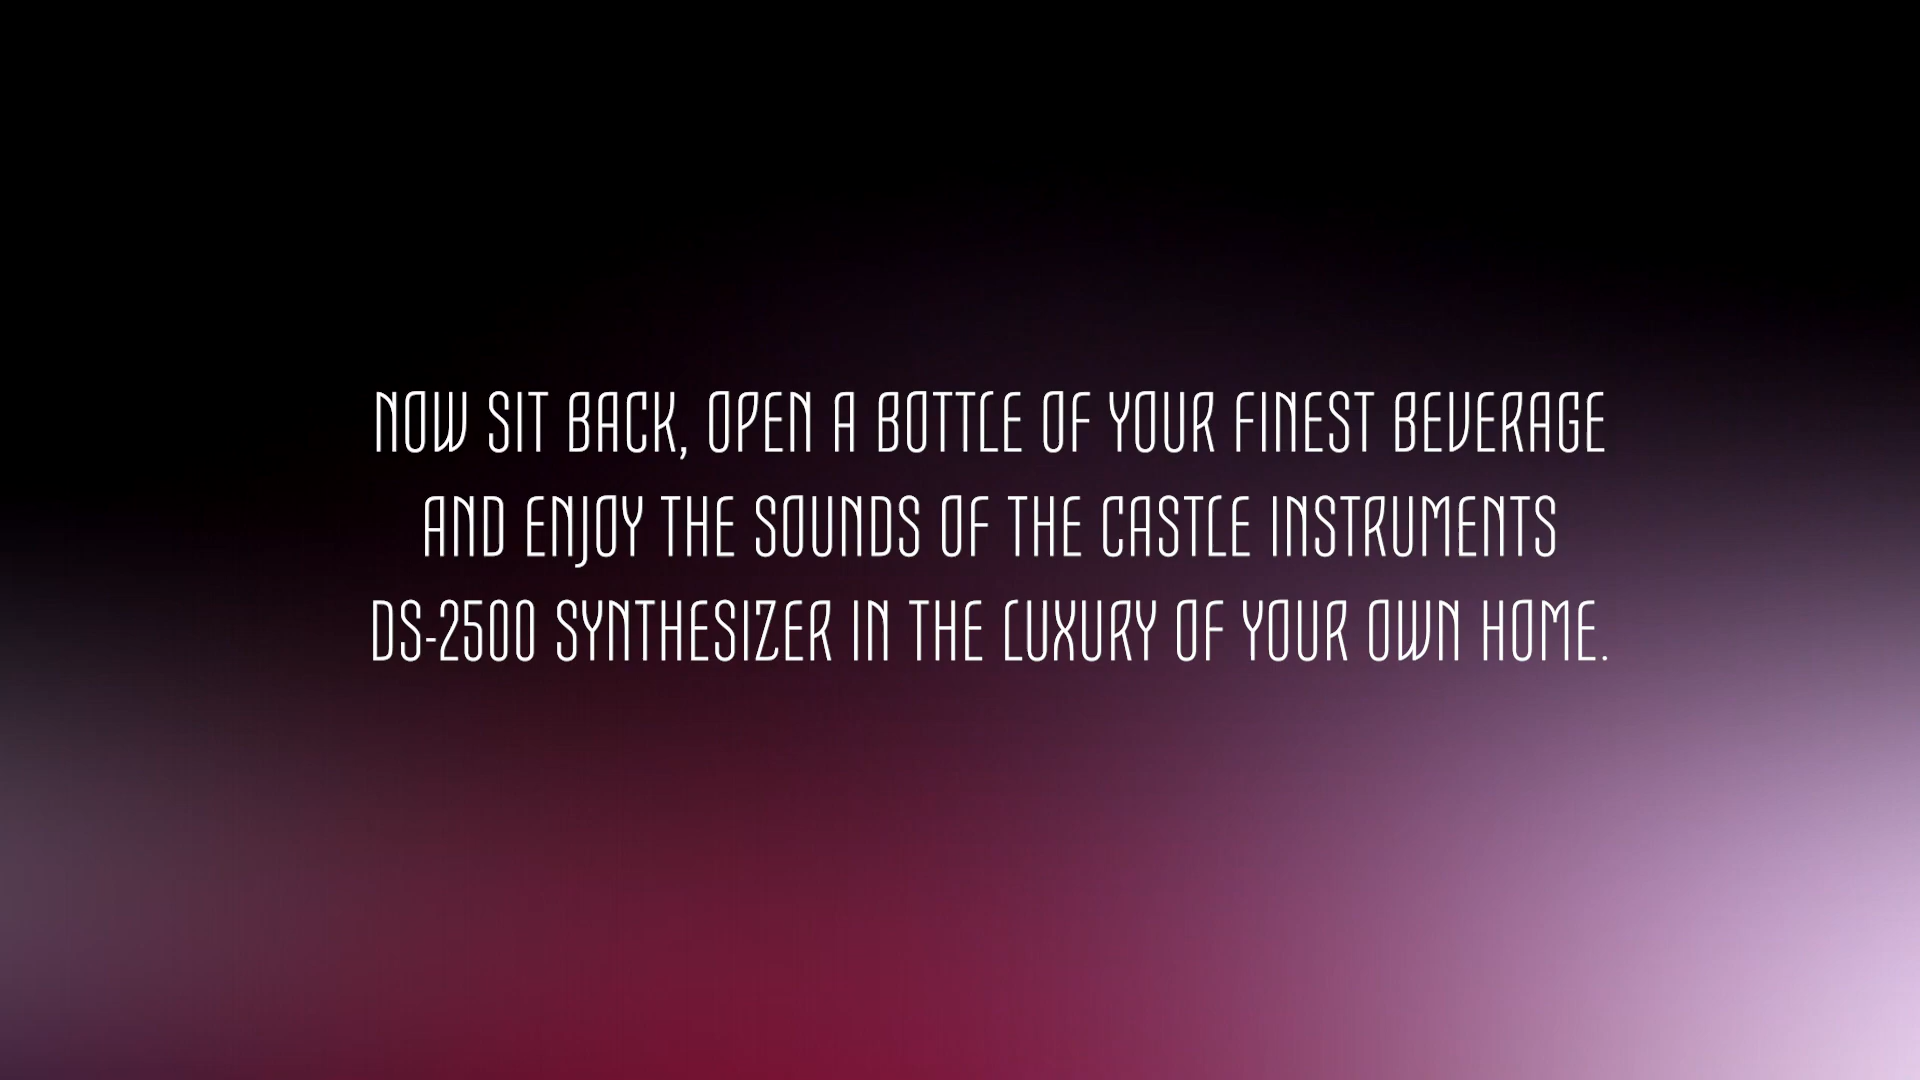 NOW SIT BACK, OPEN A BOTTLE OF YOUR FINEST BEVERAGE
AND ENJOY THE SOUNDS OF THE CASTLE INSTRUMENTS
DS-2500 SYNTHESIZER IN THE LUXURY OF YOUR OWN HOME.